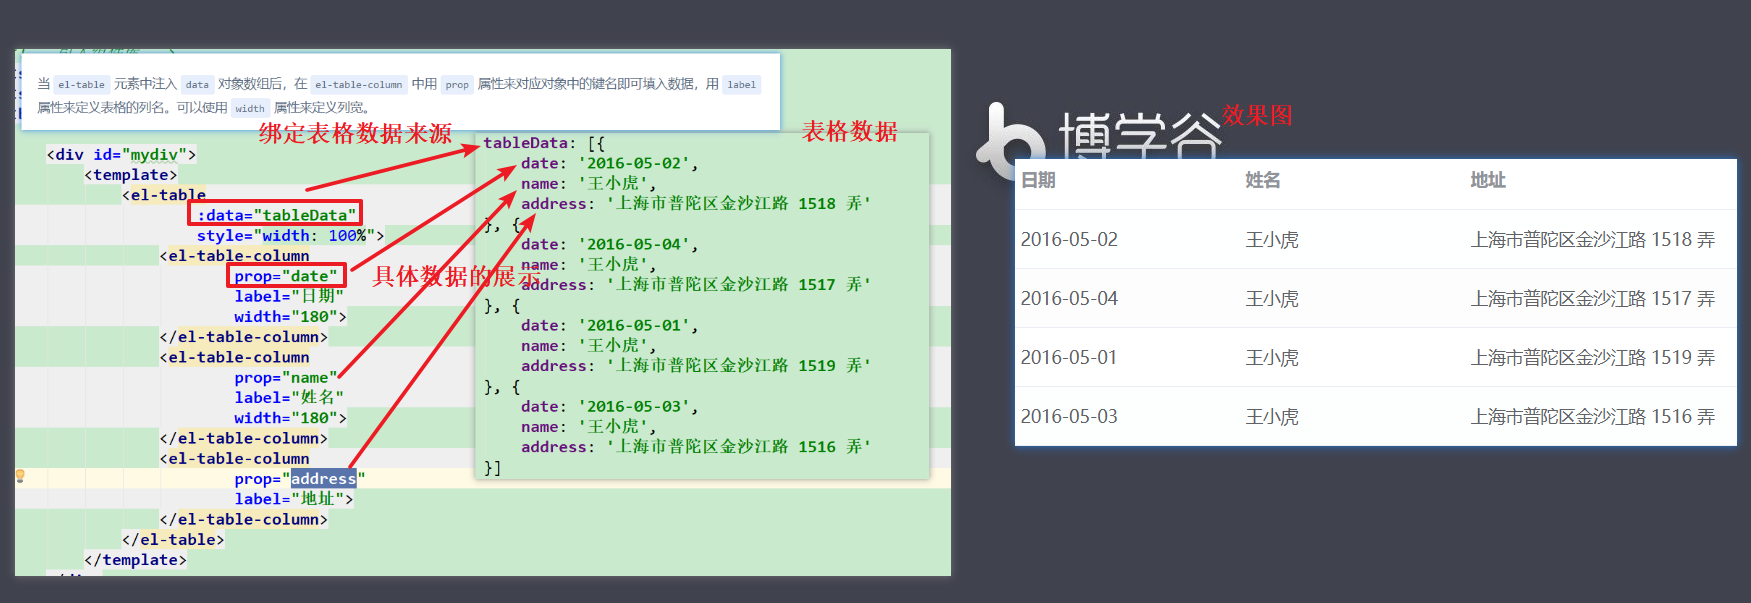 当 el-table 元素中注入 data 对象数组后，在 el-table-column 中用 prop 属性来对应对象中的键名即可填入数据，用 label
属性来定义表格的列名。可以使用 width 属性来定义列宽。
绑定表格数据来源
<div id="mydiv">
<template>
<el-table
:data="tableData"
style="width: 100%">
<el-table-column
prop="date"
label="日期"
width="180">
</el-table-column>
<el-table-column
prop="name"
label="姓名"
width="180">
</el-table-column>
<el-table-column
prop="address"
label="地址">
</el-table-column>
</el-table>
</template>
具体数据的展示
表格数据
tableData: [{
date: '2016-05-02',
name: '王小虎',
address: '上海市普陀区金沙江路 1518 弄'
}, {
date: '2016-05-04',
name: '王小虎',
address: '上海市普陀区金沙江路 1517 弄'
}, {
date: '2016-05-01',
name: '王小虎',
address: '上海市普陀区金沙江路 1519 弄'
}, {
date: '2016-05-03',
name: '王小虎',
address: '上海市普陀区金沙江路 1516 弄'
}]
博学谷
效果图
日期 姓名 地址
2016-05-02 王小虎 上海市普陀区金沙江路 1518 弄
2016-05-04 王小虎 上海市普陀区金沙江路 1517 弄
2016-05-01 王小虎 上海市普陀区金沙江路 1519 弄
2016-05-03 王小虎 上海市普陀区金沙江路 1516 弄